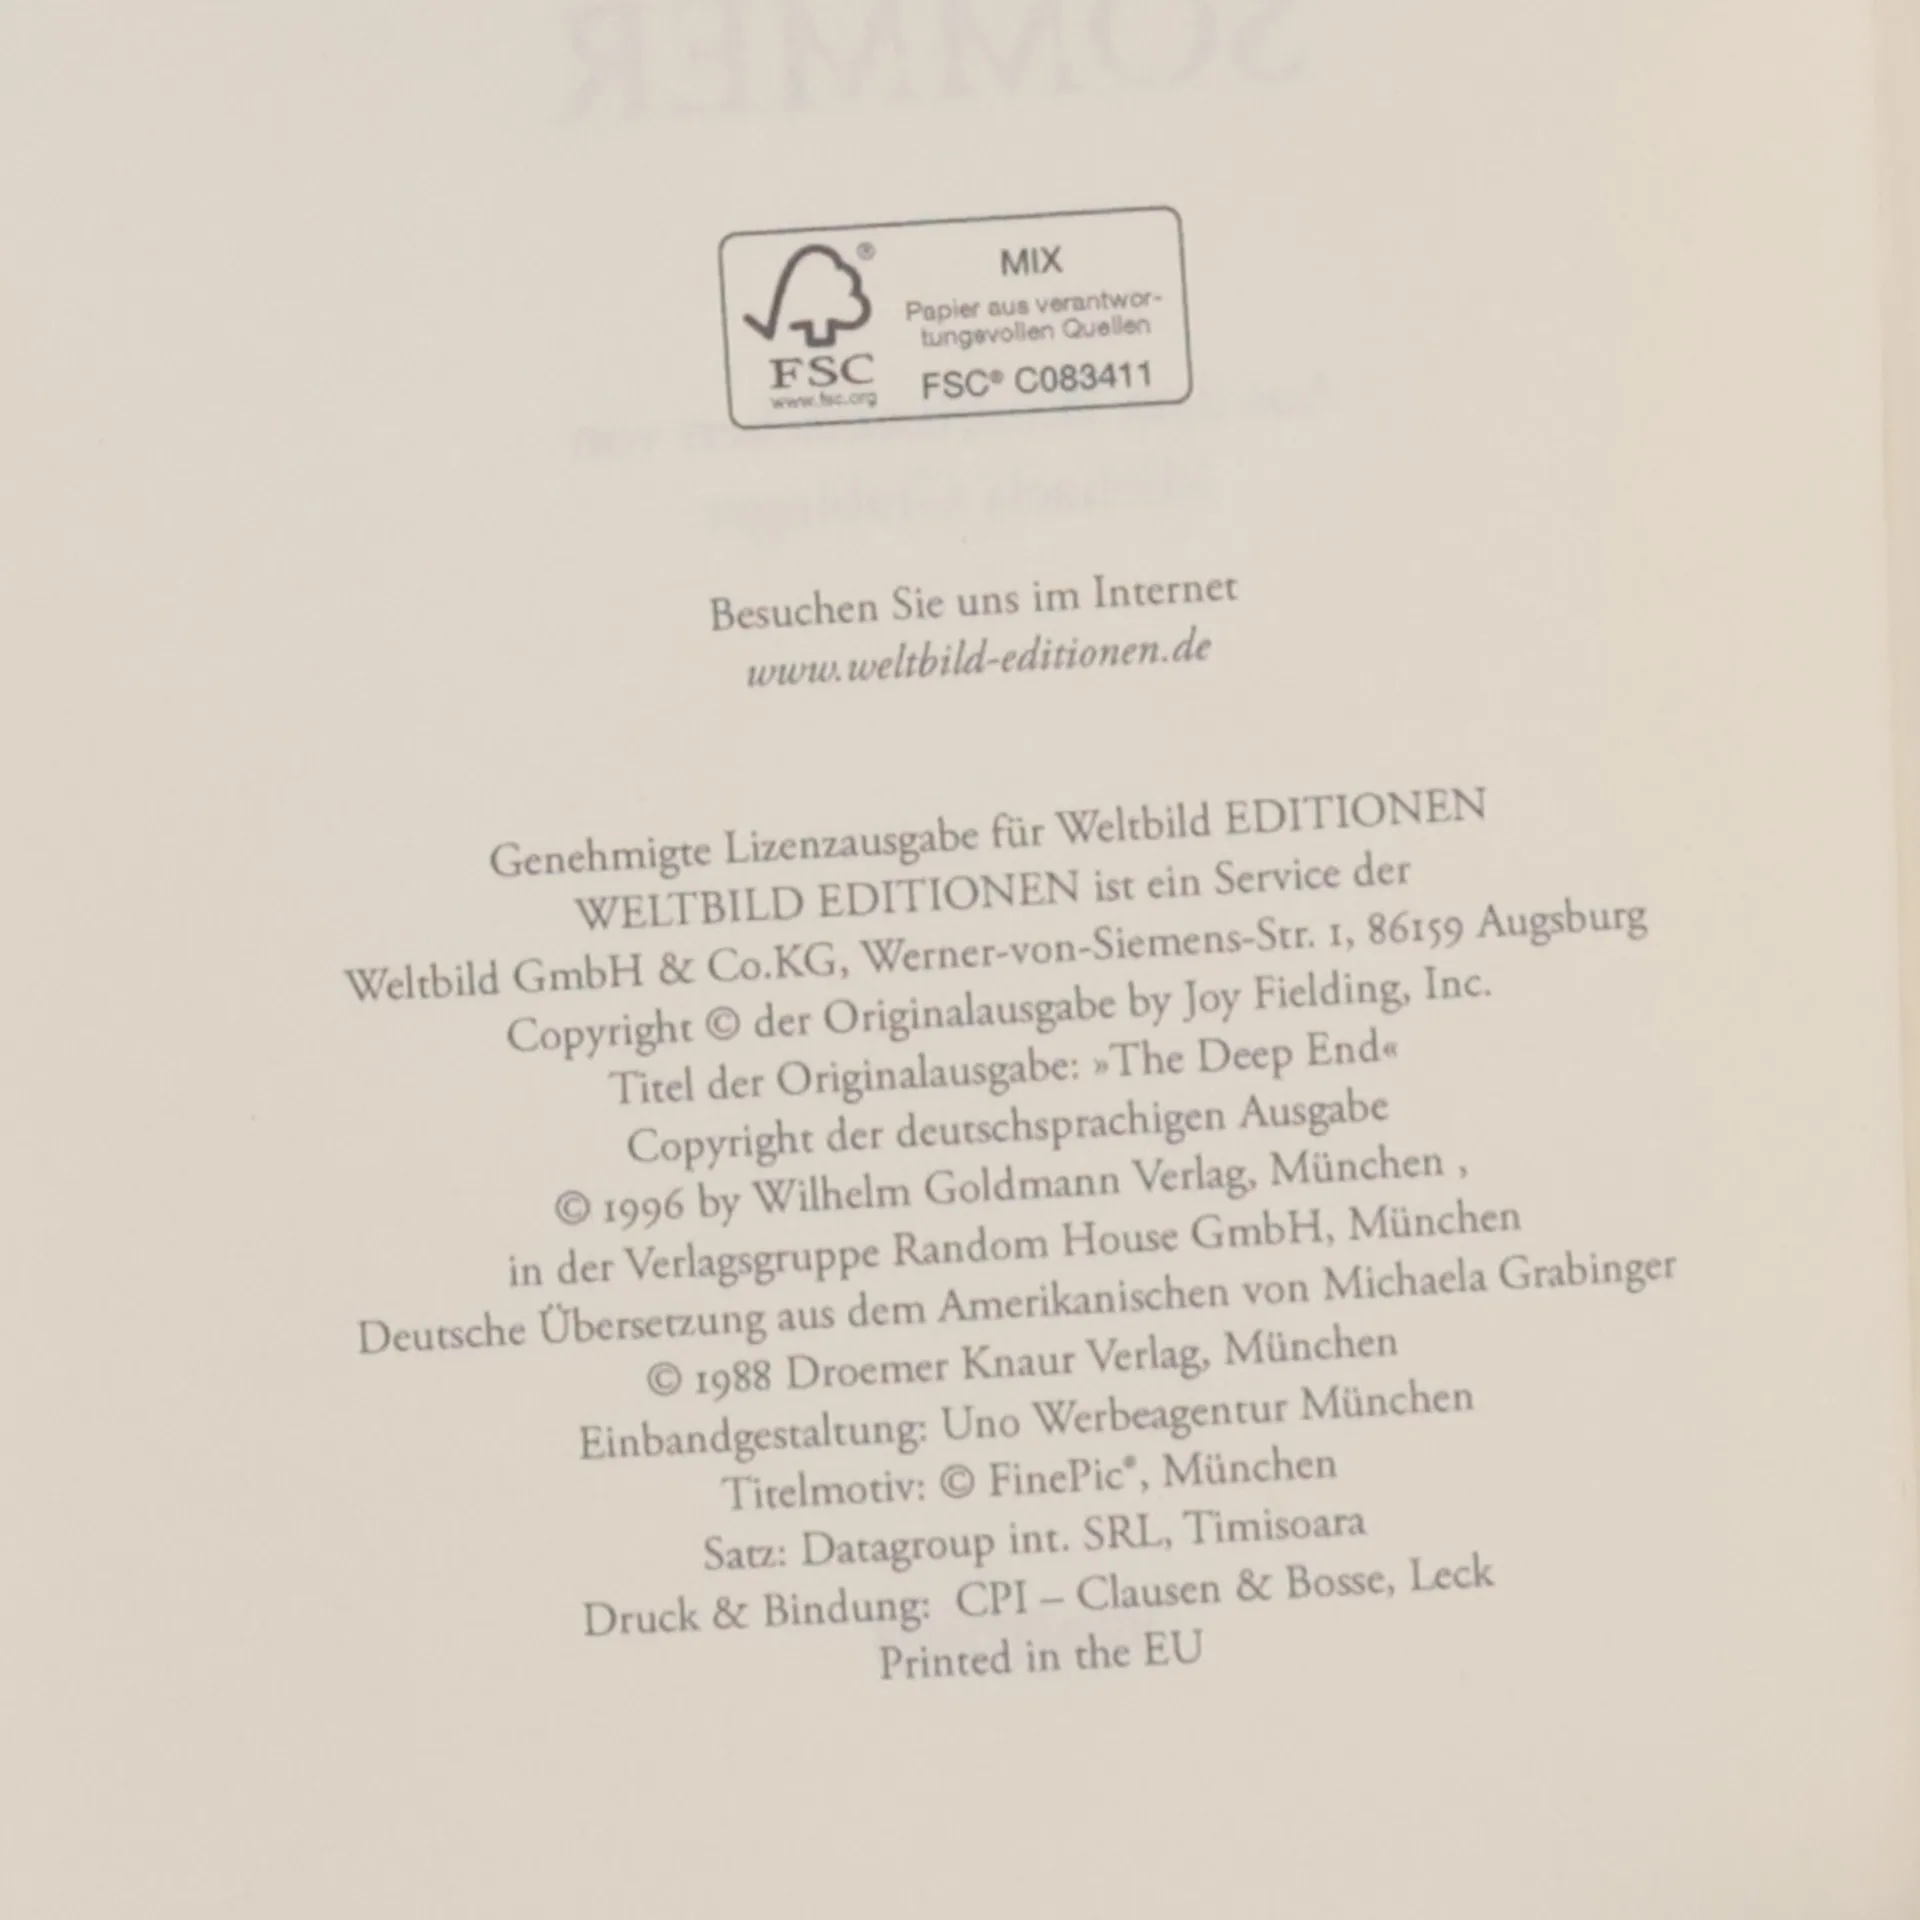 SOMMER
MIX
Papier aus verantwor-
tungsvollen Quellen
FSC® C083411
®
FSC
www.fsc.org
Michaela Grabinger
Besuchen Sie uns im Internet
www.weltbild-editionen.de
Genehmigte Lizenzausgabe für Weltbild EDITIONEN
WELTBILD EDITIONEN ist ein Service der
Weltbild GmbH & Co.KG, Werner-von-Siemens-Str. 1, 86159 Augsburg
Copyright © der Originalausgabe by Joy Fielding, Inc.
Titel der Originalausgabe: »The Deep End«
Copyright der deutschsprachigen Ausgabe
© 1996 by Wilhelm Goldmann Verlag, München ,
in der Verlagsgruppe Random House GmbH, München
Deutsche Übersetzung aus dem Amerikanischen von Michaela Grabinger
© 1988 Droemer Knaur Verlag, München
Einbandgestaltung: Uno Werbeagentur München
Titelmotiv: © FinePic®, München
Satz: Datagroup int. SRL, Timisoara
Druck & Bindung: CPI – Clausen & Bosse, Leck
Printed in the EU